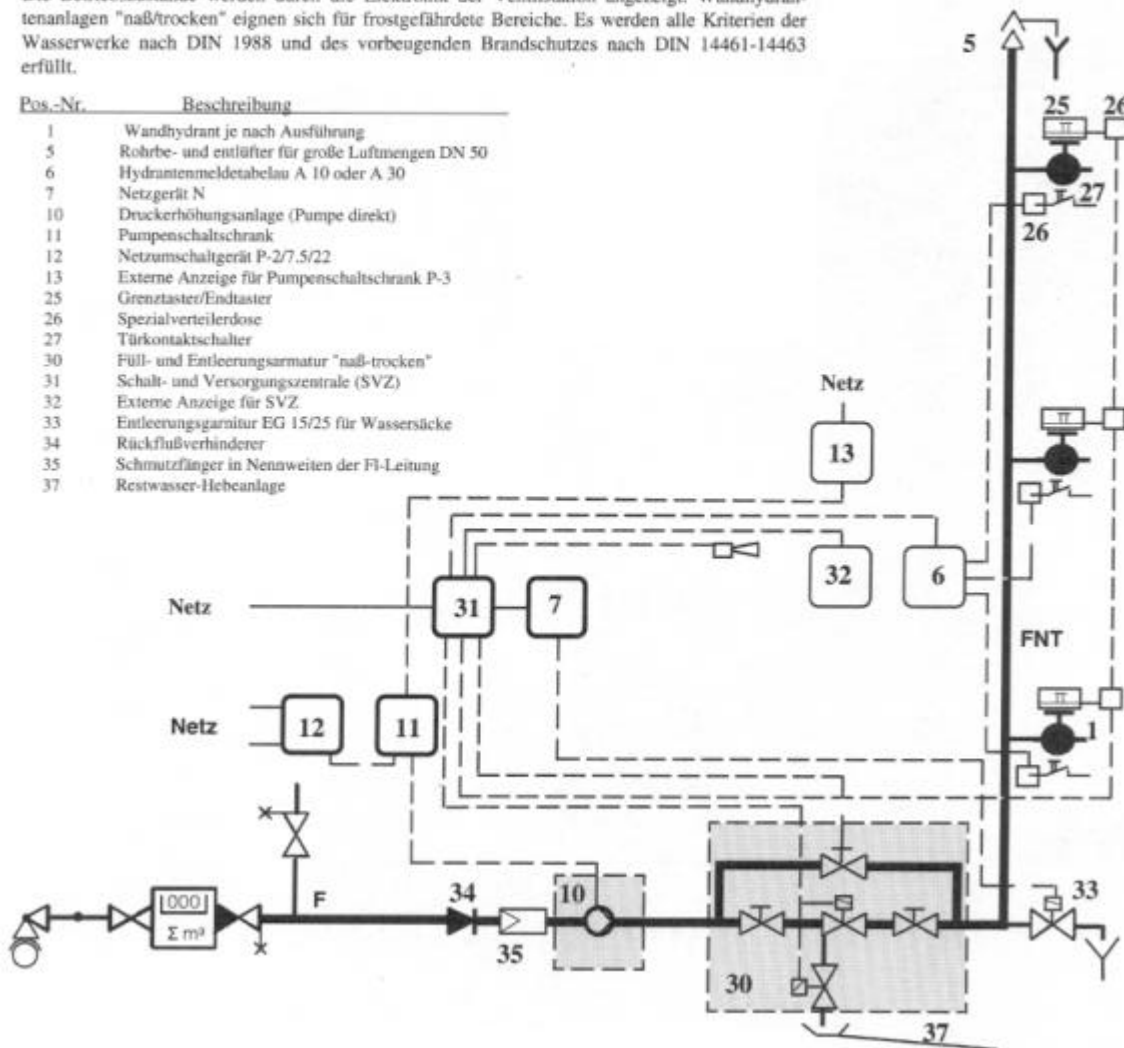 tenanlagen "naß/trocken" eignen sich für frostgefährdete Bereiche. Es werden alle Kriterien der
Wasserwerke nach DIN 1988 und des vorbeugenden Brandschutzes nach DIN 14461-14463
erfüllt.
Pos.-Nr. Beschreibung
1 Wandhydrant je nach Ausführung
5 Rohrbe- und entlüfter für große Luftmengen DN 50
6 Hydrantenmeldetabelau A 10 oder A 30
7 Netzgerät N
10 Druckerhöhungsanlage (Pumpe direkt)
11 Pumpenschaltschrank
12 Netzumschaltgerät P-2/7.5/22
13 Externe Anzeige für Pumpenschaltschrank P-3
25 Grenztaster/Endtaster
26 Spezialverteilerdose
27 Türkontaktschalter
30 Füll- und Entleerungsarmatur "naß-trocken"
31 Schalt- und Versorgungszentrale (SVZ)
32 Externe Anzeige für SVZ
33 Entleerungsgarnitur EG 15/25 für Wassersäcke
34 Rückflußverhinderer
35 Schmutzfänger in Nennweiten der Fl-Leitung
37 Restwasser-Hebeanlage
5
25 26
27
26
Netz
13
32
6
Netz
31
7
FNT
Netz
12
11
1
000
Σ m³
F
34
35
10
30
33
37